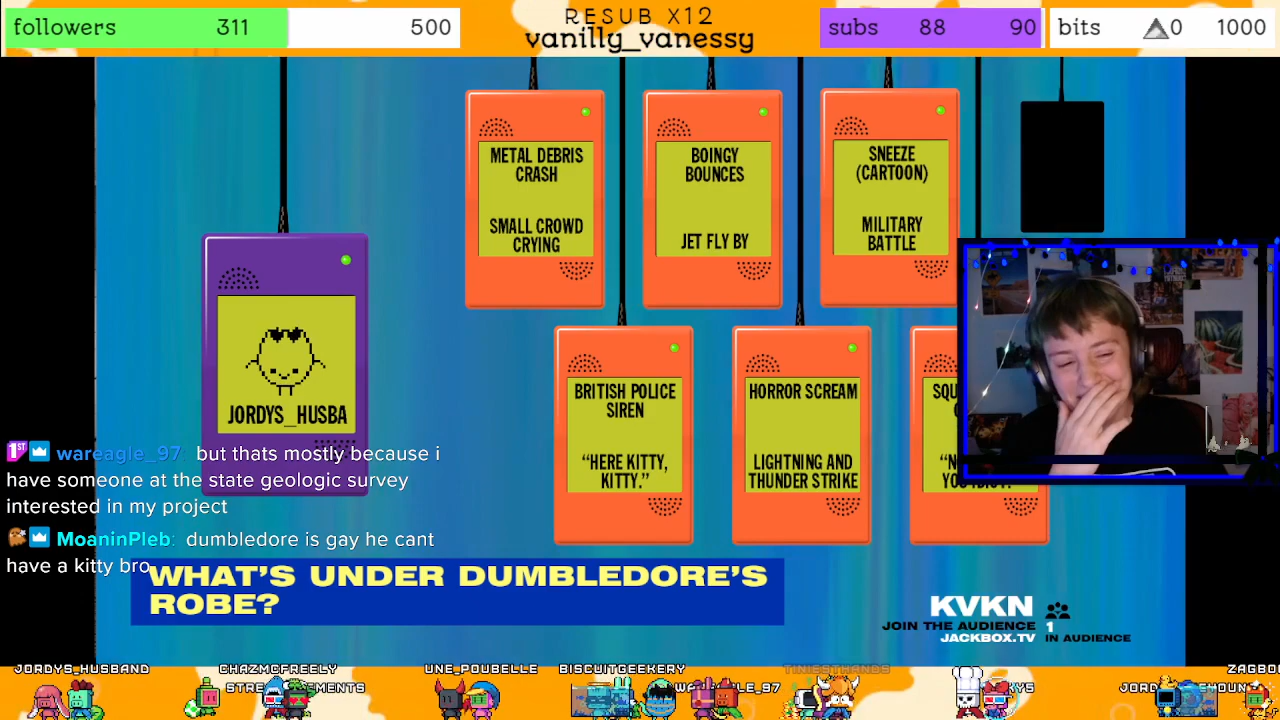 followers 311 500
RESUB X12
vanilly_vanessy
subs 88 90
bits 0 1000
METAL DEBRIS
CRASH
SMALL CROWD
CRYING
BOINGY
BOUNCES
JET FLY BY
SNEEZE
(CARTOON)
MILITARY
BATTLE
BRITISH POLICE
SIREN
“HERE KITTY,
KITTY.”
HORROR SCREAM
LIGHTNING AND
THUNDER STRIKE
SQU
JORDYS_HUSBA
1ST wareagle_97: but thats mostly because i
have someone at the state geologic survey
interested in my project
MoaninPleb: dumbledore is gay he cant
have a kitty bro
WHAT'S UNDER DUMBLEDORE'S
ROBE?
KVKN
JOIN THE AUDIENCE
JACKBOX.TV
1
IN AUDIENCE
JORDYS_HUSBAND
CHAZMCFREELY
UNE_POUBELLE
BISCUITGEEKERY
TINIESTHANDS
ZAGBO